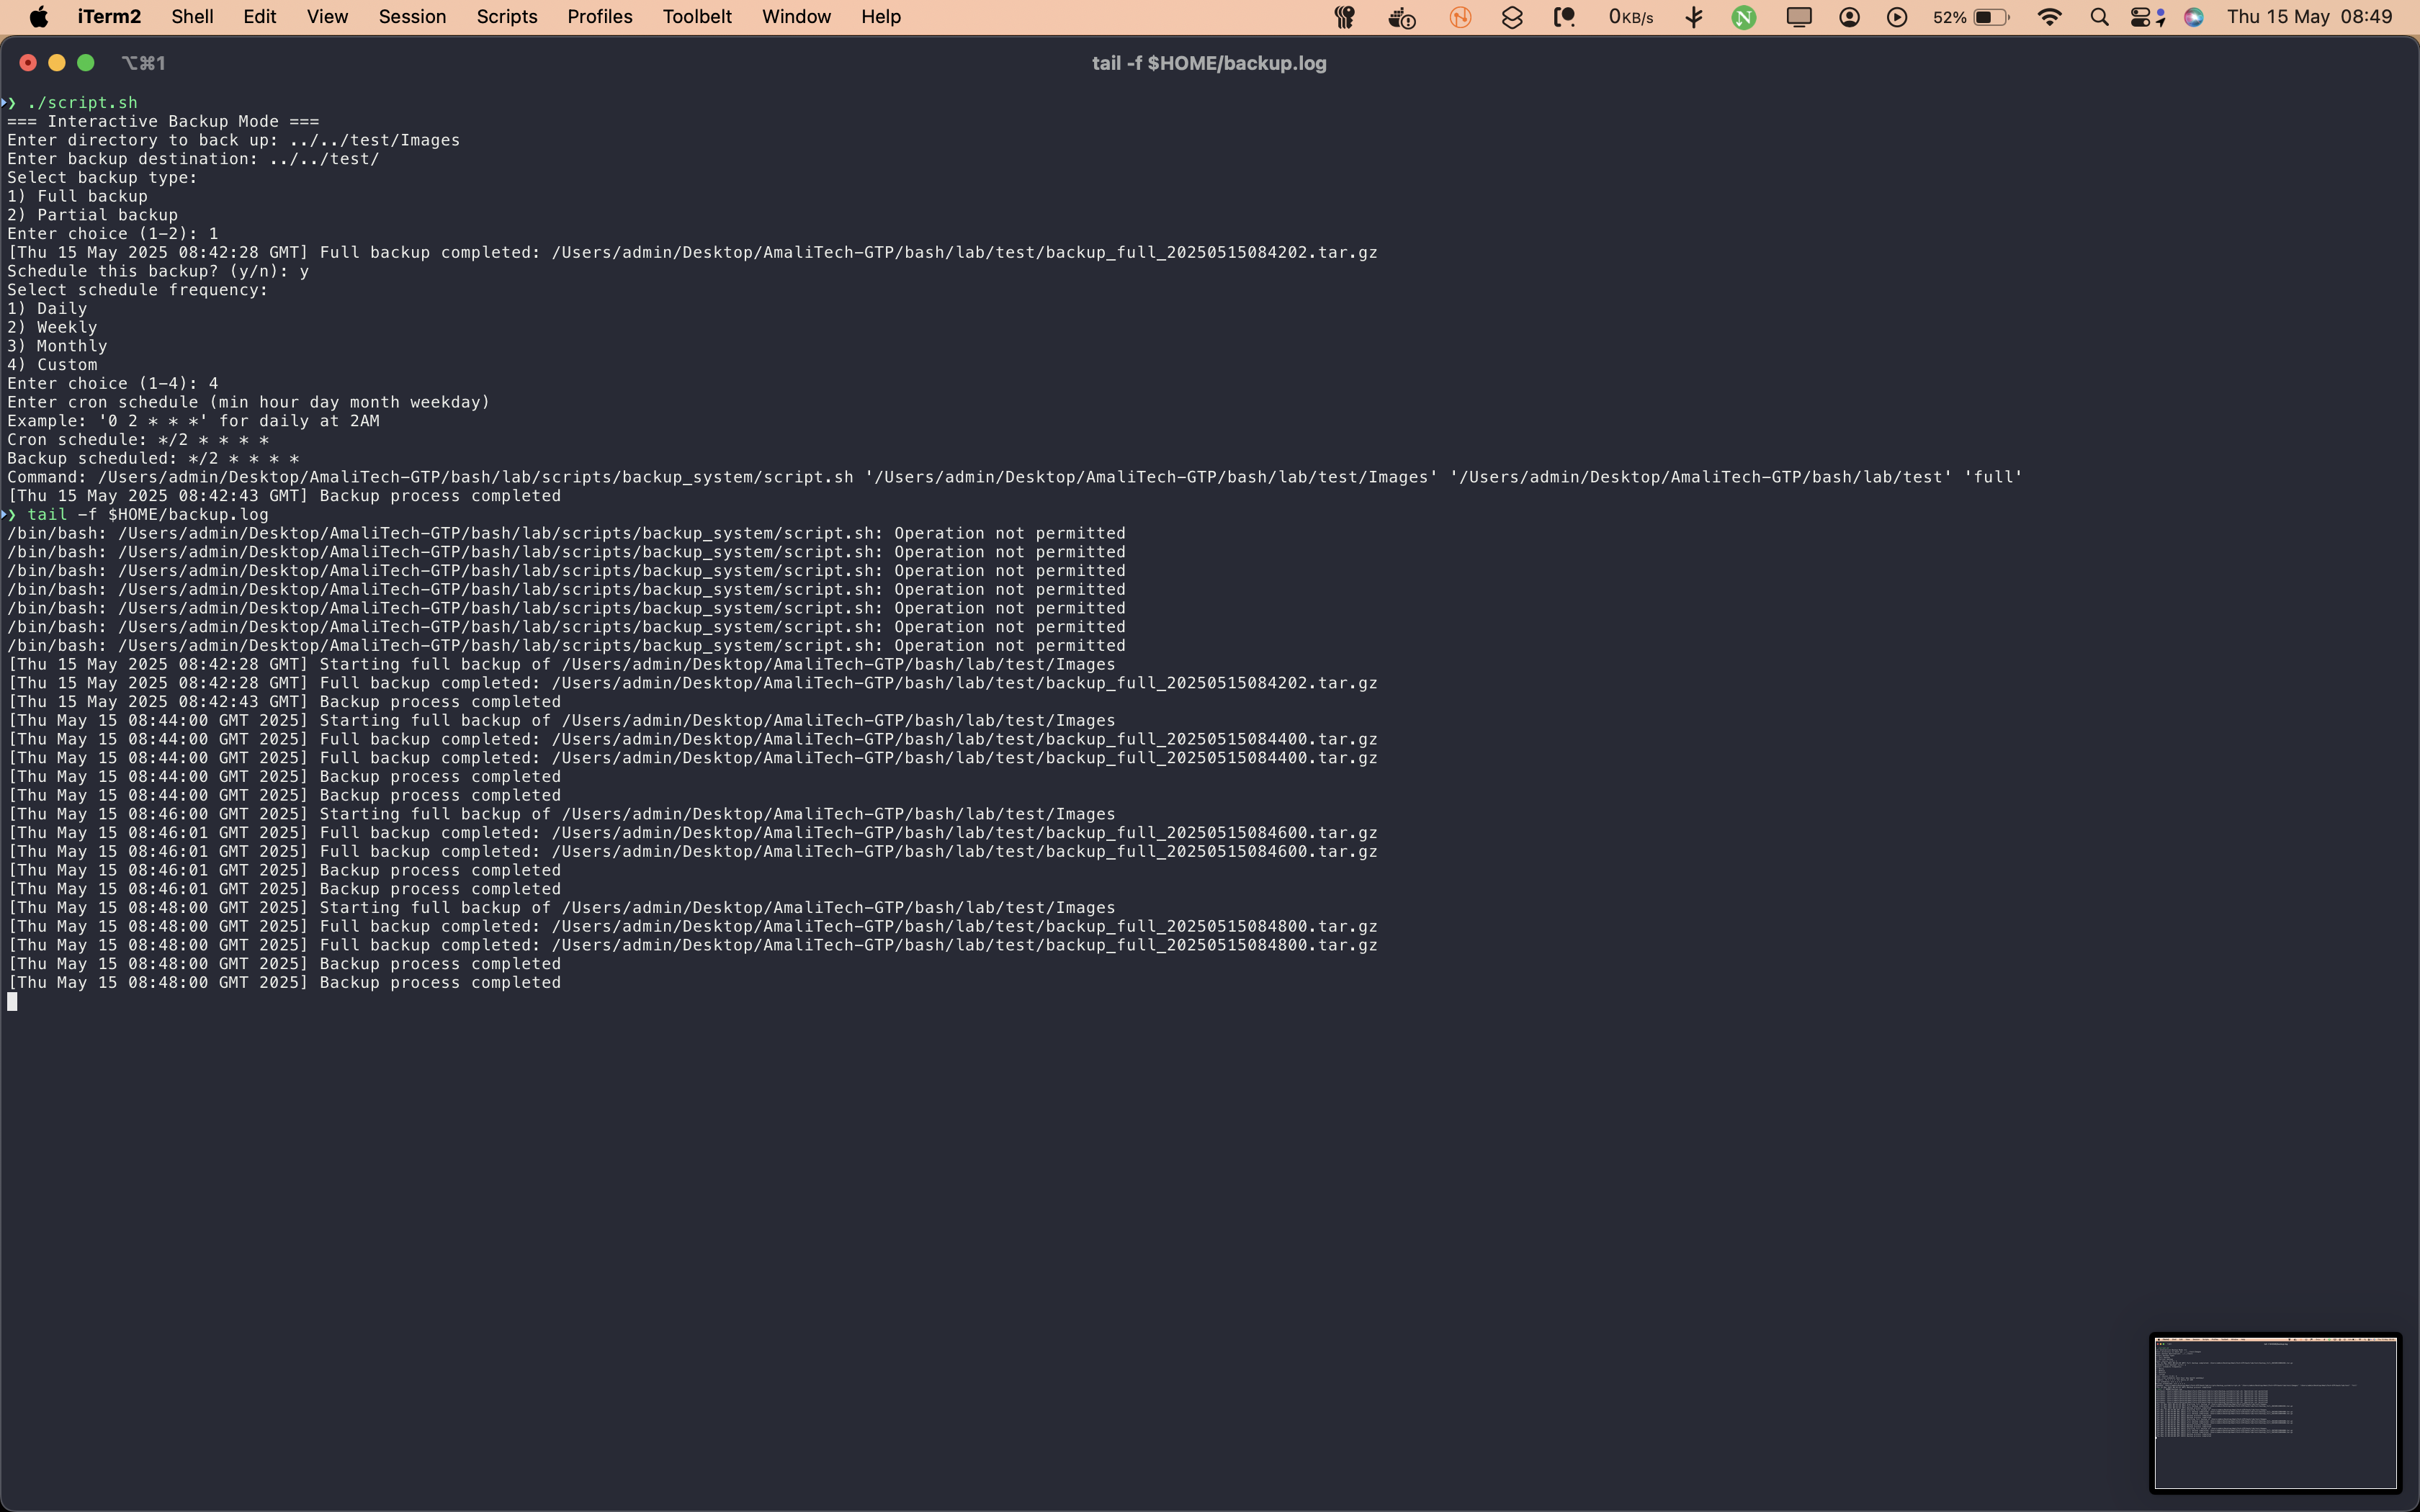 iTerm2 Shell Edit View Session Scripts Profiles Toolbelt Window Help 0KB/s N 52% Thu 15 May 08:49
⌥⌘1 tail -f $HOME/backup.log
❯ ./script.sh
=== Interactive Backup Mode ===
Enter directory to back up: ../../test/Images
Enter backup destination: ../../test/
Select backup type:
1) Full backup
2) Partial backup
Enter choice (1-2): 1
[Thu 15 May 2025 08:42:28 GMT] Full backup completed: /Users/admin/Desktop/AmaliTech-GTP/bash/lab/test/backup_full_20250515084202.tar.gz
Schedule this backup? (y/n): y
Select schedule frequency:
1) Daily
2) Weekly
3) Monthly
4) Custom
Enter choice (1-4): 4
Enter cron schedule (min hour day month weekday)
Example: '0 2 * * *' for daily at 2AM
Cron schedule: */2 * * * *
Backup scheduled: */2 * * * *
Command: /Users/admin/Desktop/AmaliTech-GTP/bash/lab/scripts/backup_system/script.sh '/Users/admin/Desktop/AmaliTech-GTP/bash/lab/test/Images' '/Users/admin/Desktop/AmaliTech-GTP/bash/lab/test' 'full'
[Thu 15 May 2025 08:42:43 GMT] Backup process completed
❯ tail -f $HOME/backup.log
/bin/bash: /Users/admin/Desktop/AmaliTech-GTP/bash/lab/scripts/backup_system/script.sh: Operation not permitted
/bin/bash: /Users/admin/Desktop/AmaliTech-GTP/bash/lab/scripts/backup_system/script.sh: Operation not permitted
/bin/bash: /Users/admin/Desktop/AmaliTech-GTP/bash/lab/scripts/backup_system/script.sh: Operation not permitted
/bin/bash: /Users/admin/Desktop/AmaliTech-GTP/bash/lab/scripts/backup_system/script.sh: Operation not permitted
/bin/bash: /Users/admin/Desktop/AmaliTech-GTP/bash/lab/scripts/backup_system/script.sh: Operation not permitted
/bin/bash: /Users/admin/Desktop/AmaliTech-GTP/bash/lab/scripts/backup_system/script.sh: Operation not permitted
/bin/bash: /Users/admin/Desktop/AmaliTech-GTP/bash/lab/scripts/backup_system/script.sh: Operation not permitted
[Thu 15 May 2025 08:42:28 GMT] Starting full backup of /Users/admin/Desktop/AmaliTech-GTP/bash/lab/test/Images
[Thu 15 May 2025 08:42:28 GMT] Full backup completed: /Users/admin/Desktop/AmaliTech-GTP/bash/lab/test/backup_full_20250515084202.tar.gz
[Thu 15 May 2025 08:42:43 GMT] Backup process completed
[Thu May 15 08:44:00 GMT 2025] Starting full backup of /Users/admin/Desktop/AmaliTech-GTP/bash/lab/test/Images
[Thu May 15 08:44:00 GMT 2025] Full backup completed: /Users/admin/Desktop/AmaliTech-GTP/bash/lab/test/backup_full_20250515084400.tar.gz
[Thu May 15 08:44:00 GMT 2025] Full backup completed: /Users/admin/Desktop/AmaliTech-GTP/bash/lab/test/backup_full_20250515084400.tar.gz
[Thu May 15 08:44:00 GMT 2025] Backup process completed
[Thu May 15 08:44:00 GMT 2025] Backup process completed
[Thu May 15 08:46:00 GMT 2025] Starting full backup of /Users/admin/Desktop/AmaliTech-GTP/bash/lab/test/Images
[Thu May 15 08:46:01 GMT 2025] Full backup completed: /Users/admin/Desktop/AmaliTech-GTP/bash/lab/test/backup_full_20250515084600.tar.gz
[Thu May 15 08:46:01 GMT 2025] Full backup completed: /Users/admin/Desktop/AmaliTech-GTP/bash/lab/test/backup_full_20250515084600.tar.gz
[Thu May 15 08:46:01 GMT 2025] Backup process completed
[Thu May 15 08:46:01 GMT 2025] Backup process completed
[Thu May 15 08:48:00 GMT 2025] Starting full backup of /Users/admin/Desktop/AmaliTech-GTP/bash/lab/test/Images
[Thu May 15 08:48:00 GMT 2025] Full backup completed: /Users/admin/Desktop/AmaliTech-GTP/bash/lab/test/backup_full_20250515084800.tar.gz
[Thu May 15 08:48:00 GMT 2025] Full backup completed: /Users/admin/Desktop/AmaliTech-GTP/bash/lab/test/backup_full_20250515084800.tar.gz
[Thu May 15 08:48:00 GMT 2025] Backup process completed
[Thu May 15 08:48:00 GMT 2025] Backup process completed